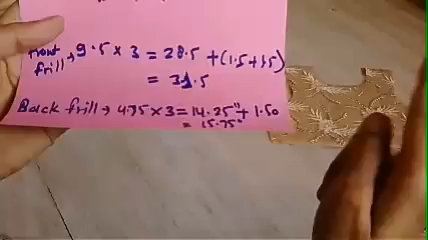 Front
frill → 9.5 x 3 = 28.5 + (1.5+1.5)
= 31.5
Back frill → 4.75 x 3 = 14.25" + 1.50
= 15.75"